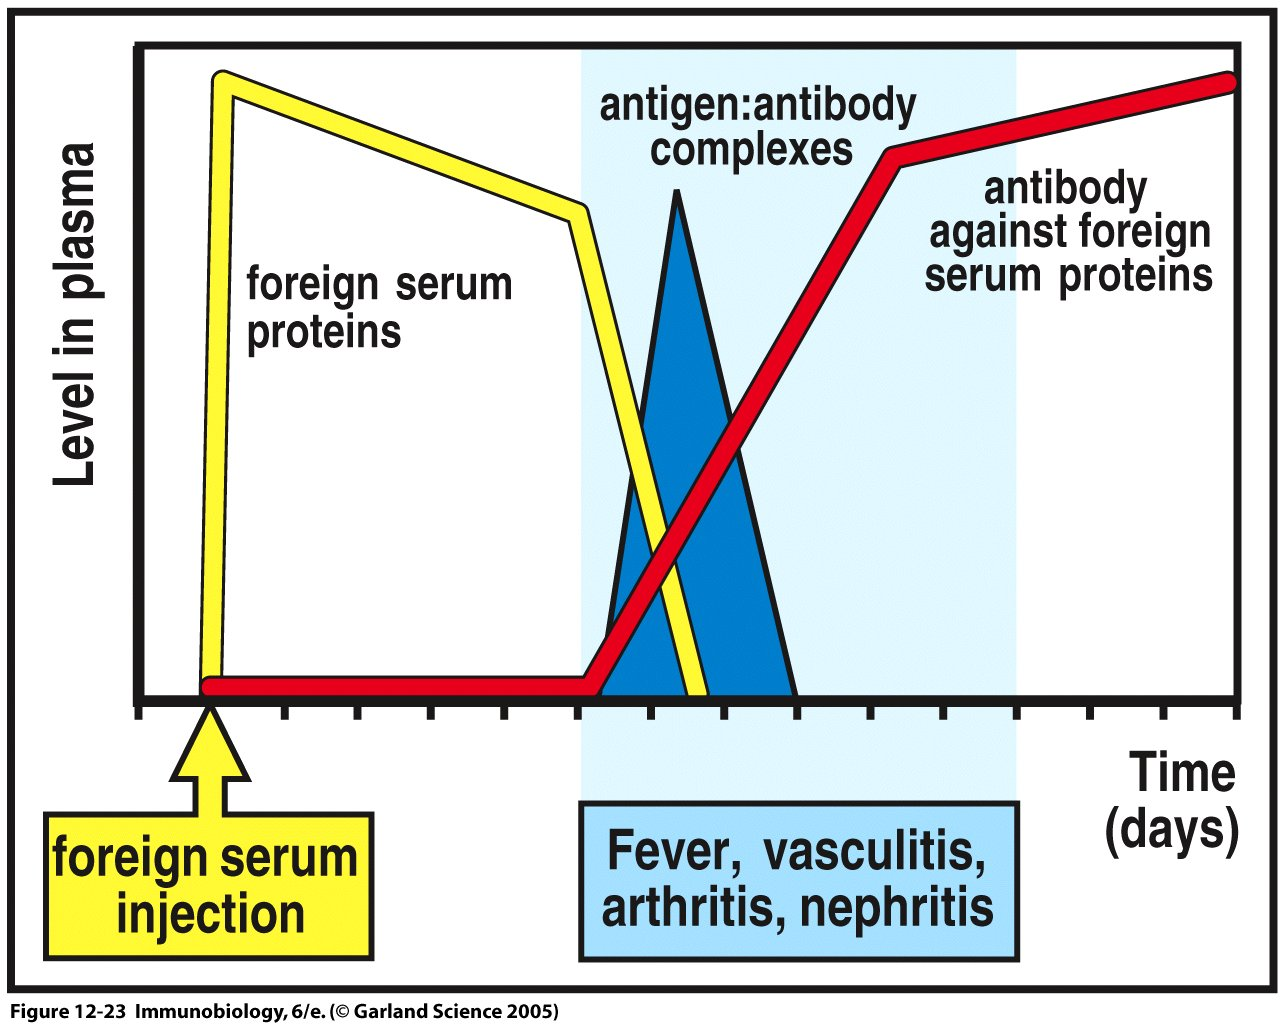 antigen:antibody
complexes
antibody
against foreign
serum proteins
foreign serum
proteins
Level in plasma
Time
(days)
foreign serum
injection
Fever, vasculitis,
arthritis, nephritis
Figure 12-23 Immunobiology, 6/e. (© Garland Science 2005)